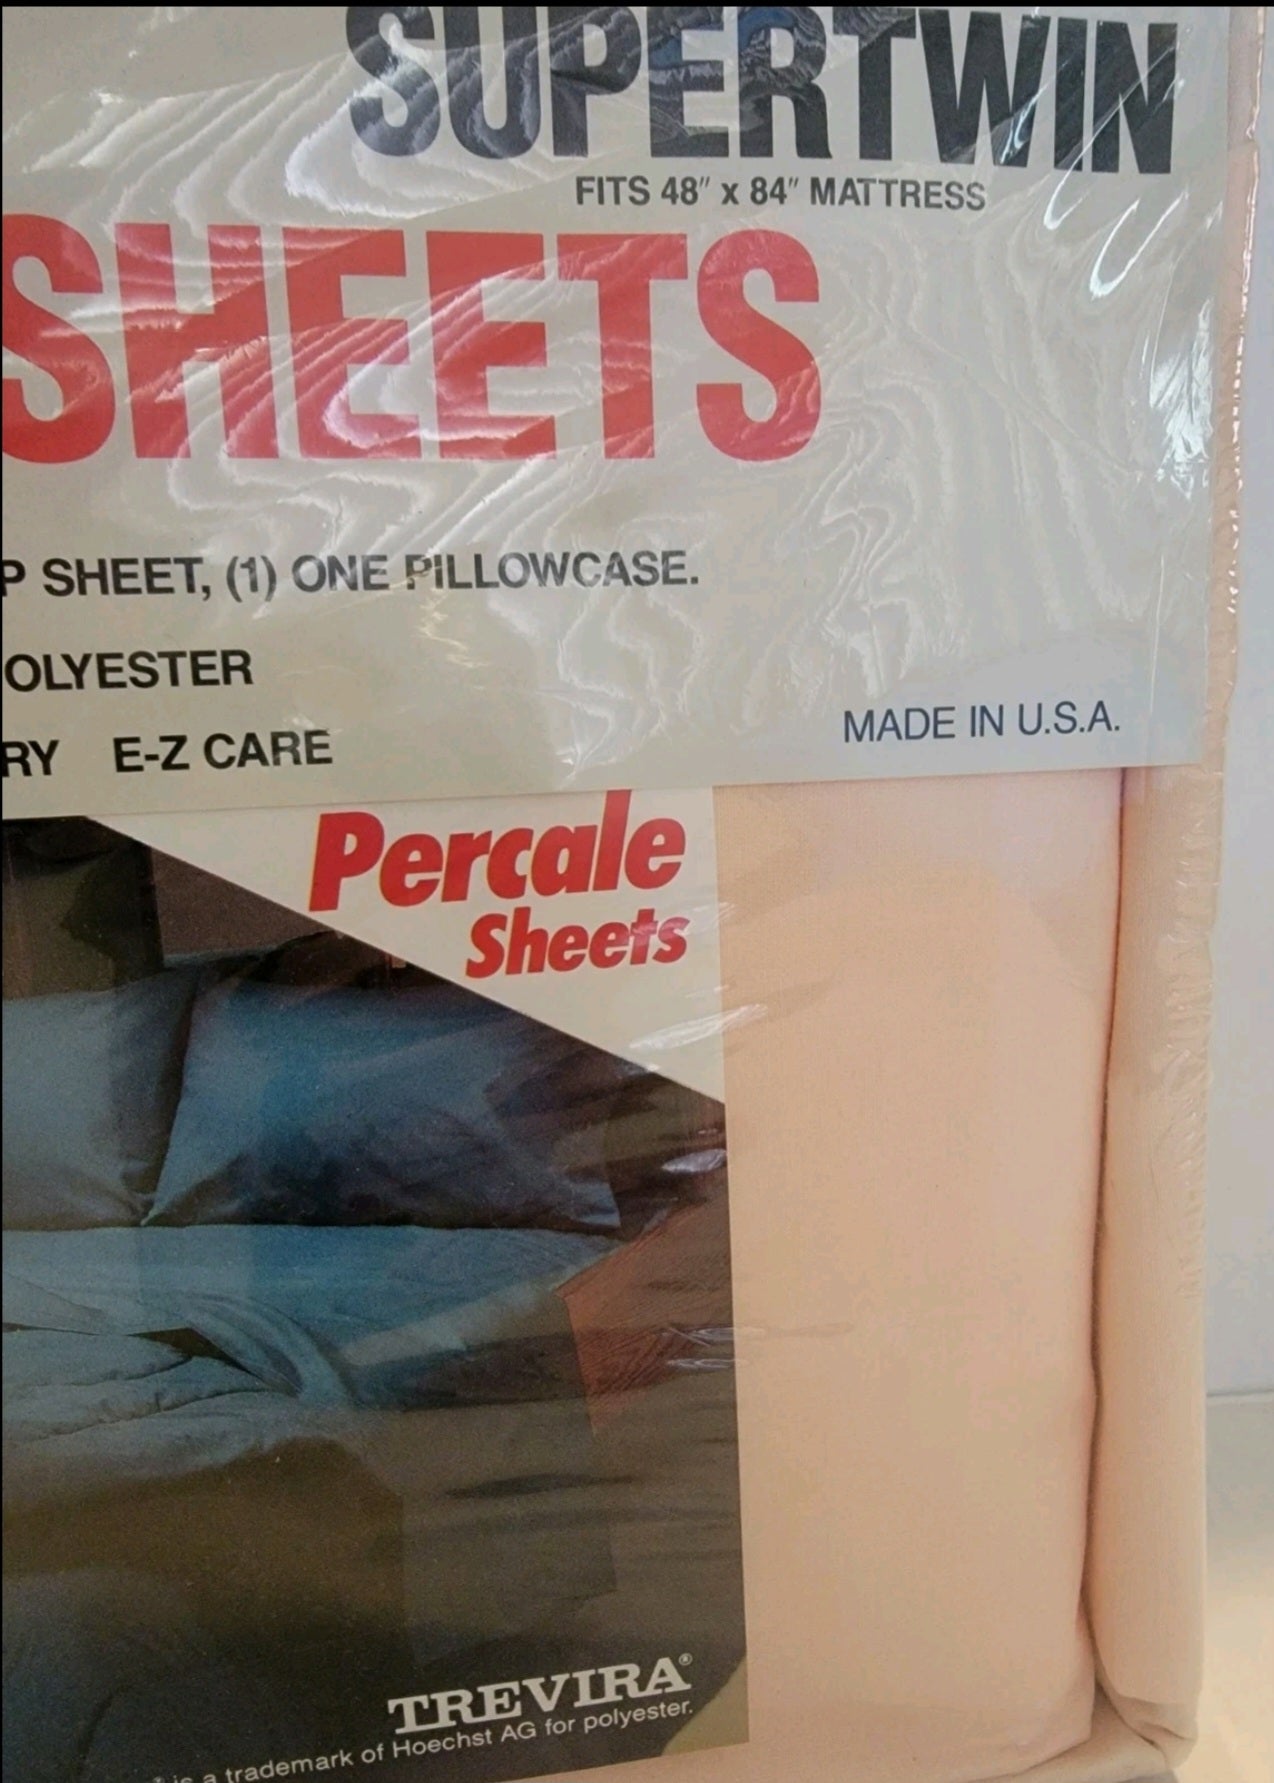 SUPERTWIN
FITS 48" x 84" MATTRESS
SHEETS
P SHEET, (1) ONE PILLOWCASE.
OLYESTER
RY E-Z CARE
MADE IN U.S.A.
Percale
Sheets
TREVIRA®
is a trademark of Hoechst AG for polyester.